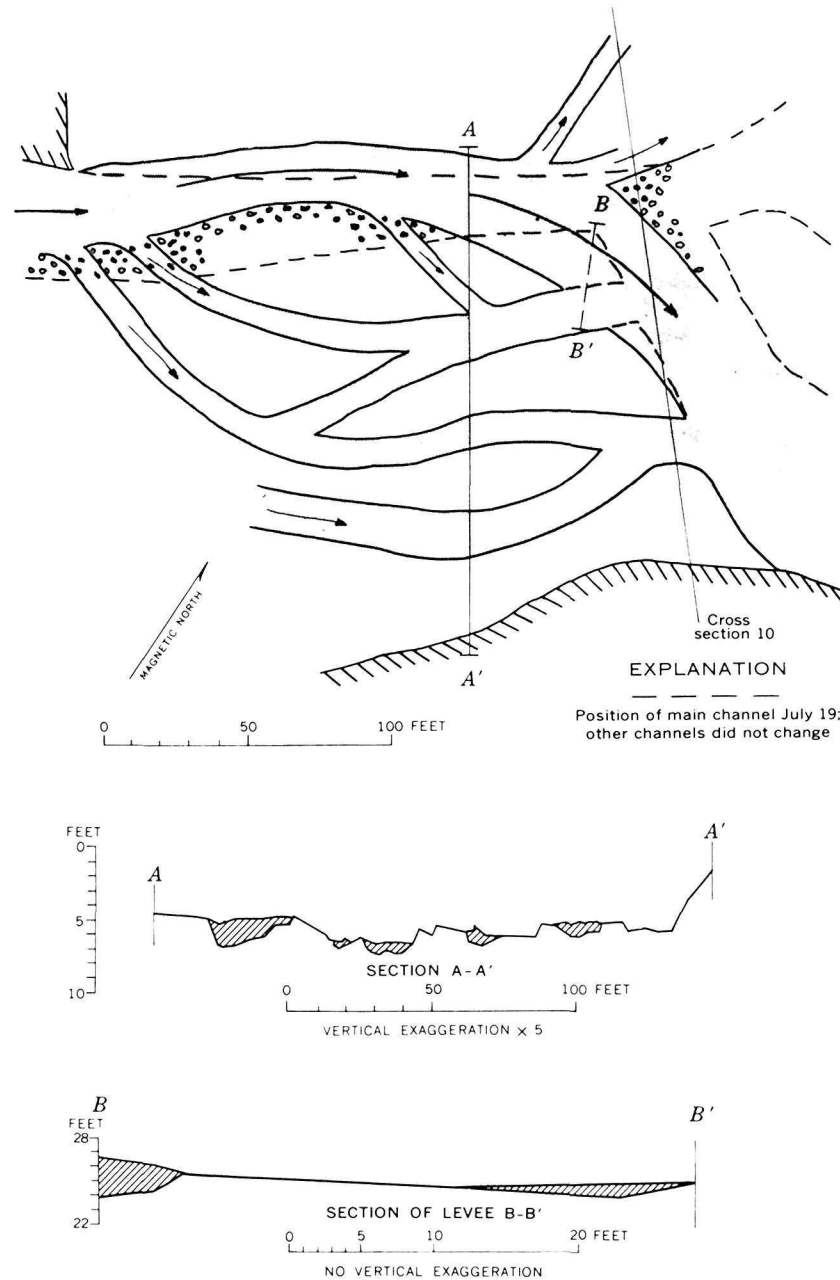 A
B
B'
MAGNETIC NORTH
A'
Cross
section 10
EXPLANATION
Position of main channel July 19;
other channels did not change
0 50 100 FEET
FEET
0
5
10
A
A'
SECTION A-A'
0 50 100 FEET
VERTICAL EXAGGERATION × 5
B
FEET
28
22
B'
SECTION OF LEVEE B-B'
0 5 10 20 FEET
NO VERTICAL EXAGGERATION